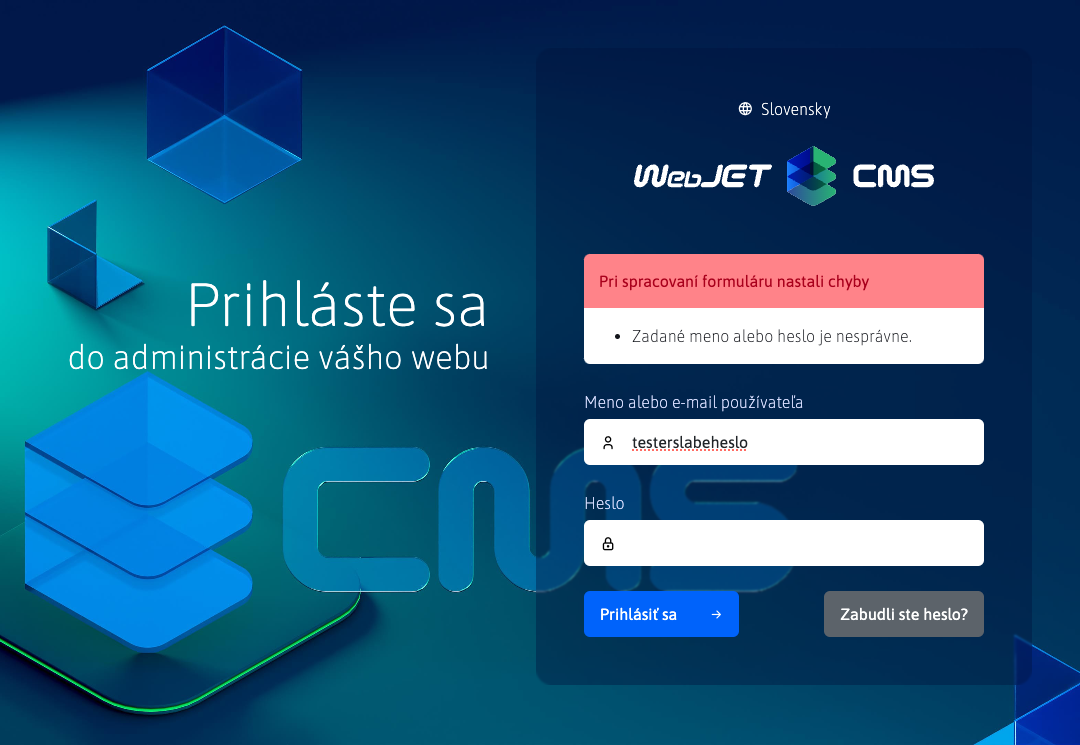 Slovensky
WebJET CMS
Prihláste sa
do administrácie vášho webu
CMS
Pri spracovaní formuláru nastali chyby
Zadané meno alebo heslo je nesprávne.
Meno alebo e-mail používateľa
testerslabeheslo
Heslo
Prihlásiť sa
Zabudli ste heslo?